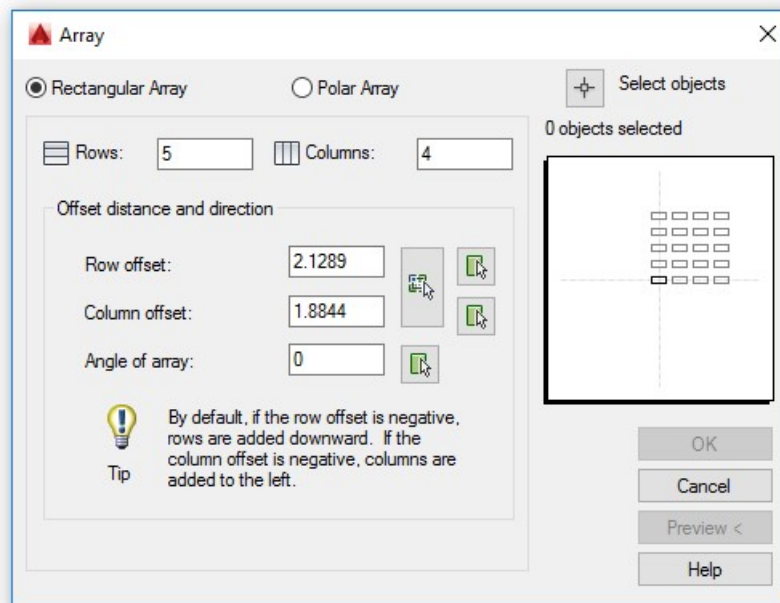 Array
Rectangular Array
Polar Array
Select objects
0 objects selected
Rows: 5
Columns: 4
Offset distance and direction
Row offset: 2.1289
Column offset: 1.8844
Angle of array: 0
Tip
By default, if the row offset is negative,
rows are added downward. If the
column offset is negative, columns are
added to the left.
OK
Cancel
Preview <
Help